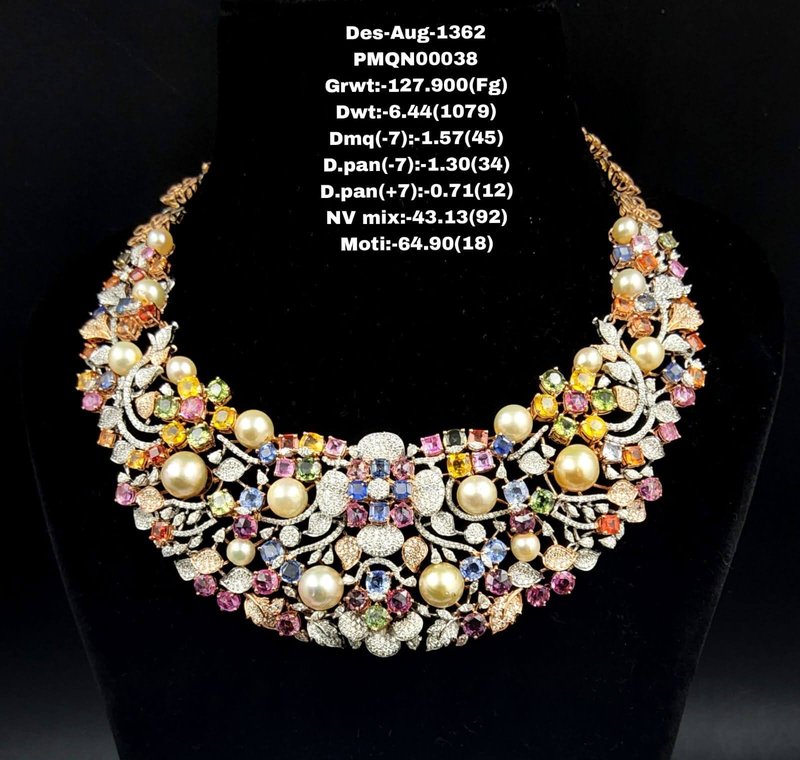 Des-Aug-1362
PMQN00038
Grwt:-127.900(Fg)
Dwt:-6.44(1079)
Dmq(-7):-1.57(45)
D.pan(-7):-1.30(34)
D.pan(+7):-0.71(12)
NV mix:-43.13(92)
Moti:-64.90(18)